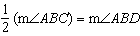 1/2 (m∠ABC) = m∠ABD